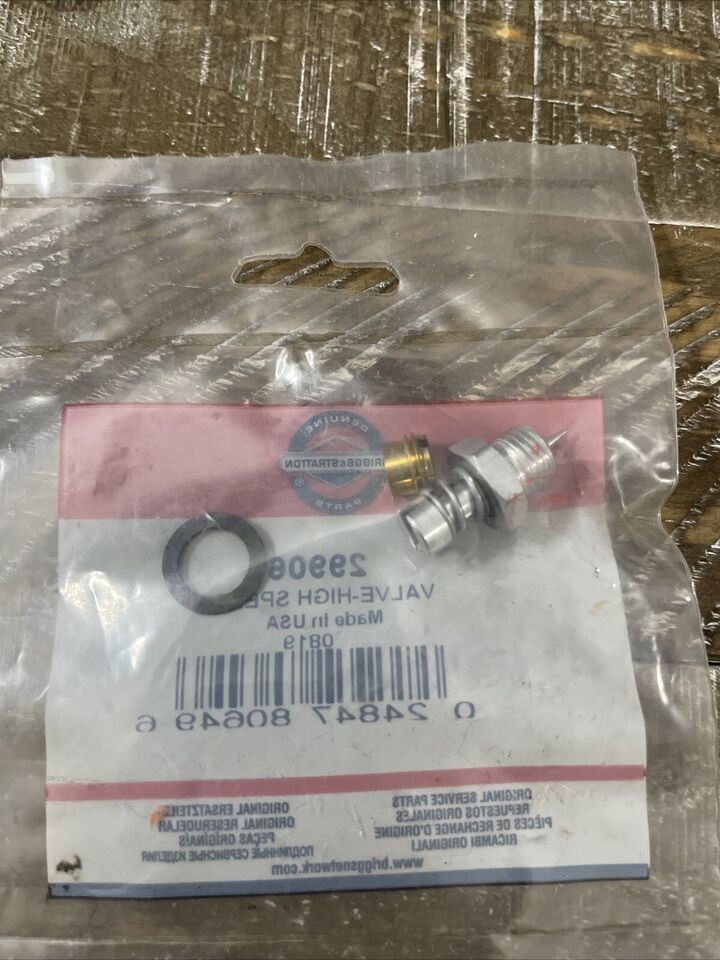 GENUINE
BRIGGS & STRATTON
®
PARTS
29906
VALVE-HIGH SPE
Made In USA
0819
0 24847 80649 6
ORIGINAL SERVICE PARTS
REPUESTOS ORIGINALES
PIÈCES DE RECHANGE D'ORIGINE
RICAMBI ORIGINALI
ORIGINAL ERSATZTEILE
ORIGINAL RESERUDELAR
PEÇAS ORIGINAIS
ПОДЛИННЫЕ СЕРВИСНЫЕ ИЗДЕЛИЯ
www.briggsnetwork.com